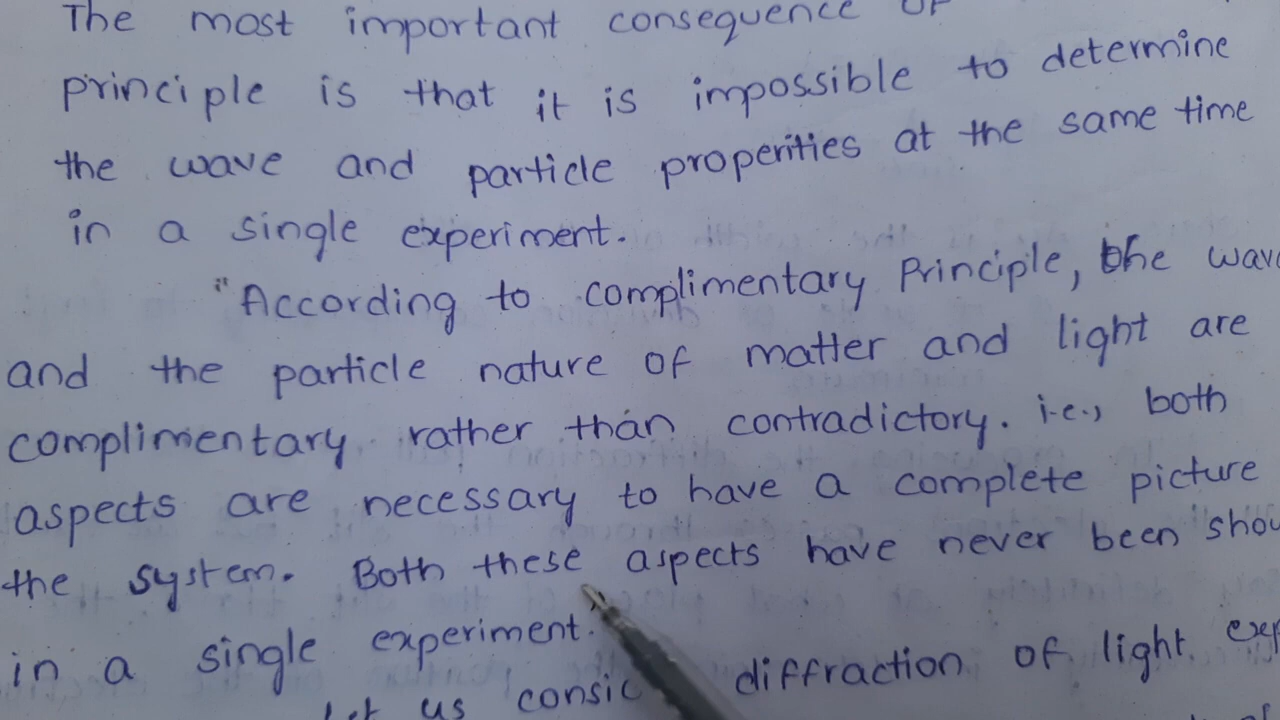 The most important consequence of
principle is that it is impossible to determine
the wave and particle properities at the same time
in a single experiment.
"According to complimentary Principle, the
and the particle nature of matter and light are
complimentary rather than contradictory. i.e., both
aspects are necessary to have a complete picture
the system. Both these aspects have never been
in a single experiment.
Let us diffraction of light